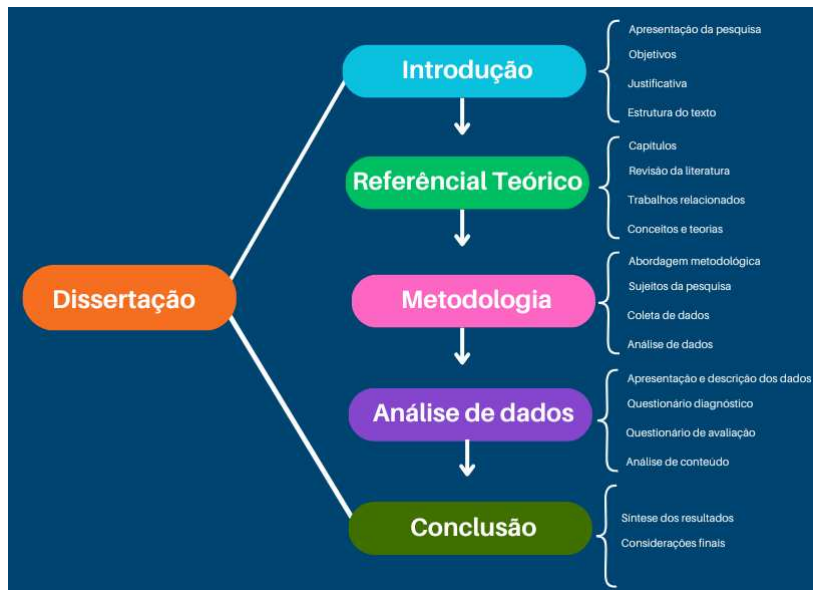 Dissertação
Introdução
Apresentação da pesquisa
Objetivos
Justificativa
Estrutura do texto
Referêncial Teórico
Capítulos
Revisão da literatura
Trabalhos relacionados
Conceitos e teorias
Metodologia
Abordagem metodológica
Sujeitos da pesquisa
Coleta de dados
Análise de dados
Análise de dados
Apresentação e descrição dos dados
Questionário diagnóstico
Questionário de avaliação
Análise de conteúdo
Conclusão
Síntese dos resultados
Considerações finais